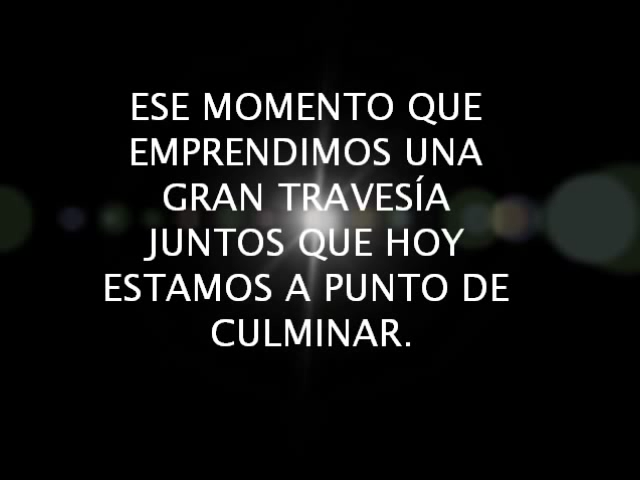 ESE MOMENTO QUE
EMPRENDIMOS UNA
GRAN TRAVESÍA
JUNTOS QUE HOY
ESTAMOS A PUNTO DE
CULMINAR.